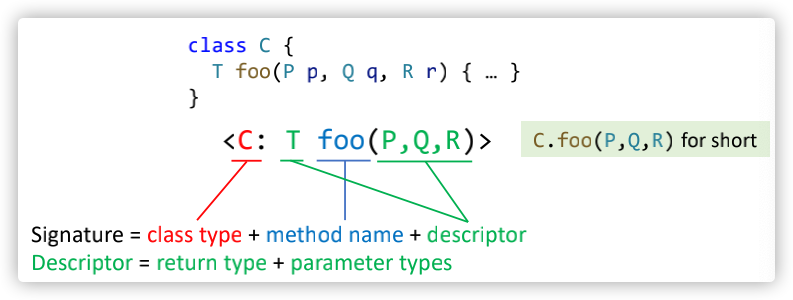 class C {
T foo(P p, Q q, R r) { … }
}
<C: T foo(P,Q,R)>
C.foo(P,Q,R) for short
Signature = class type + method name + descriptor
Descriptor = return type + parameter types